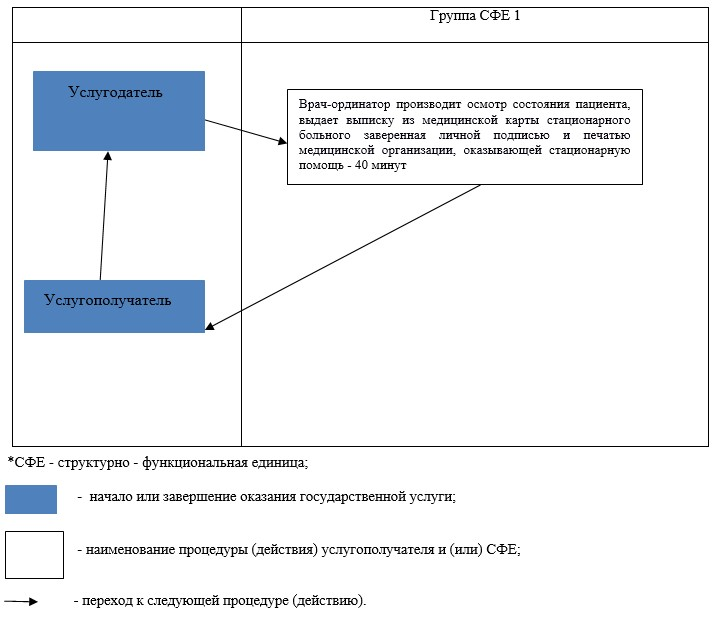 Группа СФЕ 1
Услугодатель
Врач-ординатор производит осмотр состояния пациента,
выдает выписку из медицинской карты стационарного
больного заверенная личной подписью и печатью
медицинской организации, оказывающей стационарную
помощь - 40 минут
Услугополучатель
*СФЕ - структурно - функциональная единица;
- начало или завершение оказания государственной услуги;
- наименование процедуры (действия) услугополучателя и (или) СФЕ;
- переход к следующей процедуре (действию).